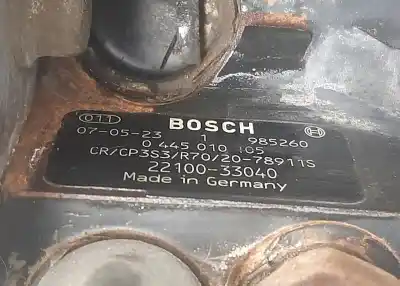 011 BOSCH
07-05-23 1 985260
0 445 010 105
CR/CP3S3/R70/20-78911S
22100-33040
Made in Germany